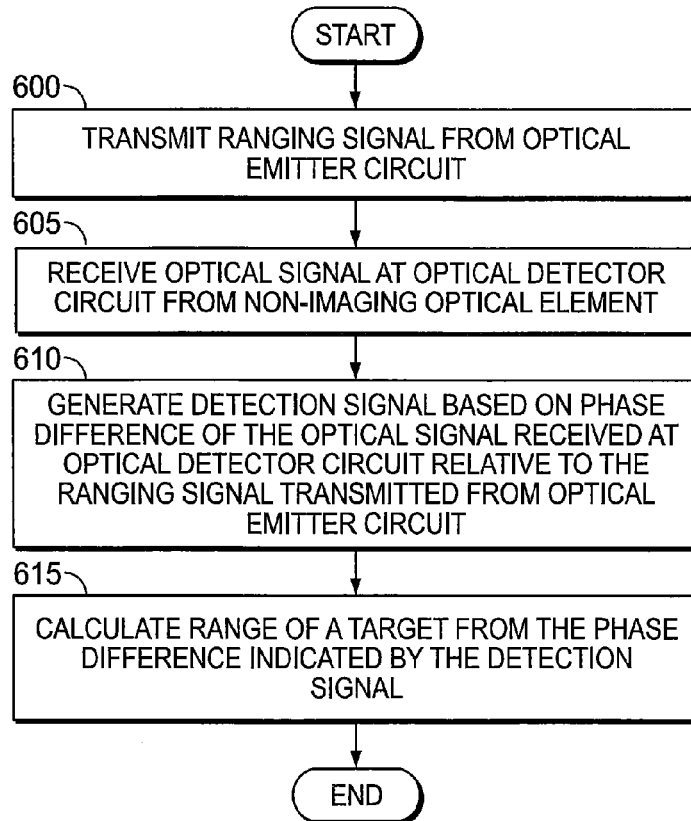 START
600
TRANSMIT RANGING SIGNAL FROM OPTICAL
EMITTER CIRCUIT
605
RECEIVE OPTICAL SIGNAL AT OPTICAL DETECTOR
CIRCUIT FROM NON-IMAGING OPTICAL ELEMENT
610
GENERATE DETECTION SIGNAL BASED ON PHASE
DIFFERENCE OF THE OPTICAL SIGNAL RECEIVED AT
OPTICAL DETECTOR CIRCUIT RELATIVE TO THE
RANGING SIGNAL TRANSMITTED FROM OPTICAL
EMITTER CIRCUIT
615
CALCULATE RANGE OF A TARGET FROM THE PHASE
DIFFERENCE INDICATED BY THE DETECTION
SIGNAL
END